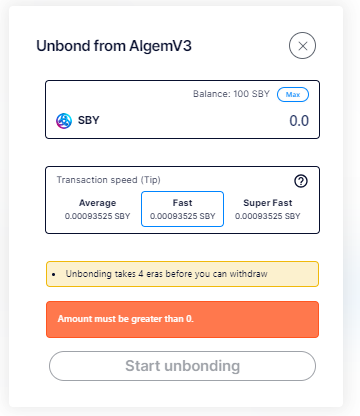 Unbond from AlgemV3
Balance: 100 SBY Max
SBY 0.0
Transaction speed (Tip)
Average Fast Super Fast
0.00093525 SBY 0.00093525 SBY 0.00093525 SBY
• Unbonding takes 4 eras before you can withdraw
Amount must be greater than 0.
Start unbonding